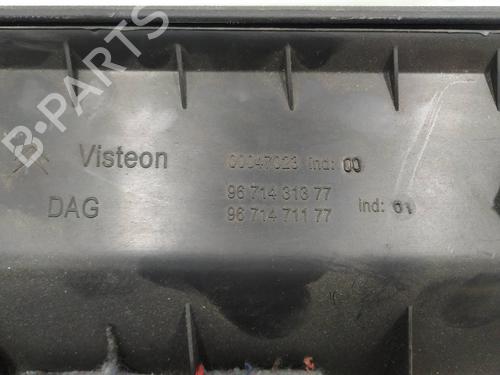 B-PARTS
Visteon 00047023 Ind: 00
DAG 96 714 313 77
96 714 711 77 Ind: 01